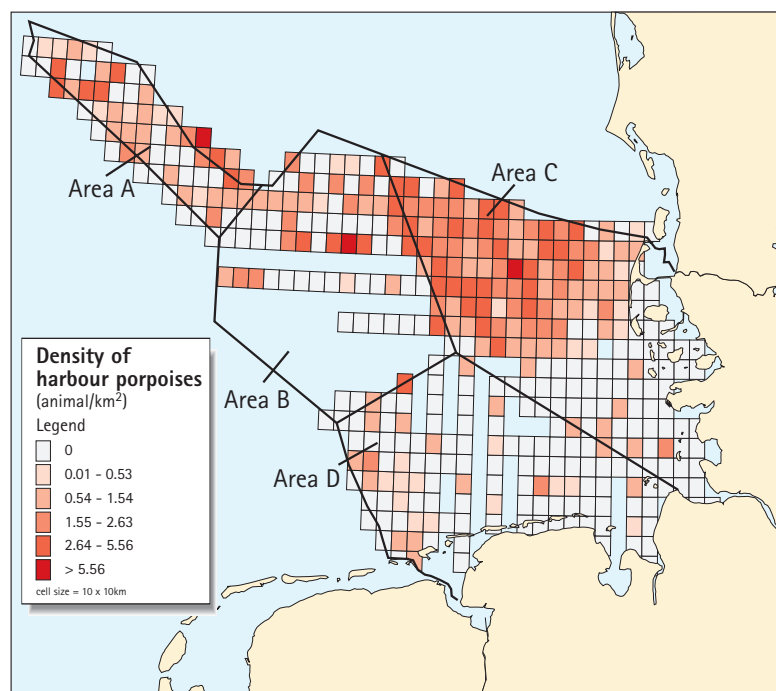 Area A
Area C
Area B
Area D
Density of
harbour porpoises
(animal/km²)
Legend
0
0.01 - 0.53
0.54 - 1.54
1.55 - 2.63
2.64 - 5.56
> 5.56
cell size = 10 x 10km